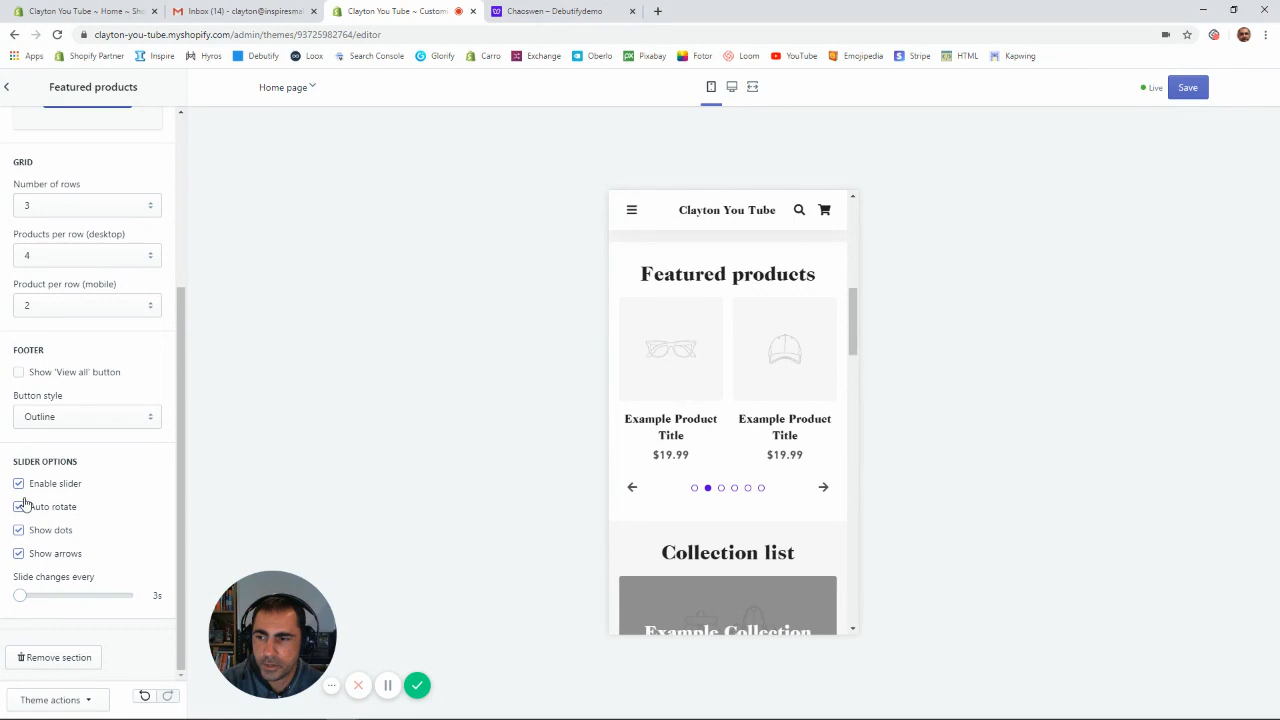 Clayton You Tube ~ Home ~ Sh
Inbox (14) - clayton@inspiresmal
Clayton You Tube ~ Custom
Chaoswen – Debutifydemo
clayton-you-tube.myshopify.com/admin/themes/93725982764/editor
Apps
Shipping Partner
Inspire
Hyros
Debutify
Loox
Search Console
Glorify
Carro
Exchange
Oberlo
Pixabay
Fotor
Loom
YouTube
Emojipedia
Stripe
HTML
Kapwing
Featured products
Home page
Live
Save
GRID
Number of rows
3
Products per row (desktop)
4
Products per row (mobile)
2
FOOTER
Show 'View all' button
Button style
Outline
SLIDER OPTIONS
Enable slider
Auto rotate
Show dots
Show arrows
Slide changes every
3s
Remove section
Theme actions
Clayton You Tube
Featured products
Example Product Title
$19.99
Example Product Title
$19.99
Collection list
Example Collection